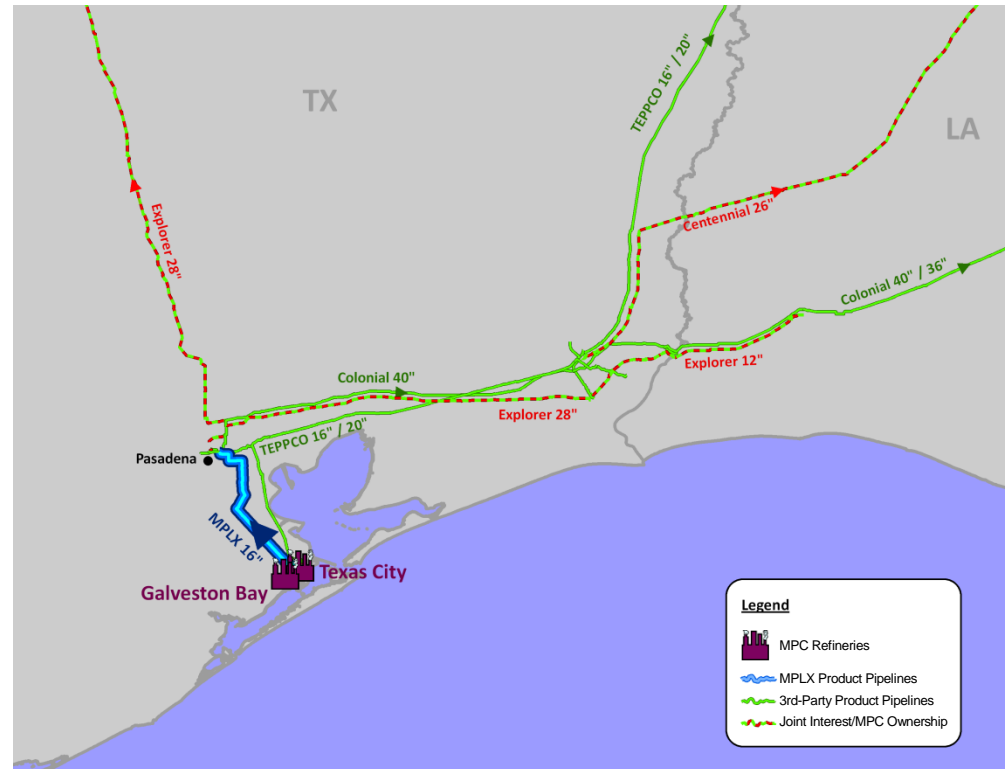 TX
LA
TEPPCO 16" / 20"
Centennial 26"
Explorer 28"
Colonial 40" / 36"
Explorer 12"
Colonial 40"
Explorer 28"
TEPPCO 16" / 20"
Pasadena
MPLX 16"
Texas City
Galveston Bay
Legend
MPC Refineries
MPLX Product Pipelines
3rd-Party Product Pipelines
Joint Interest/MPC Ownership